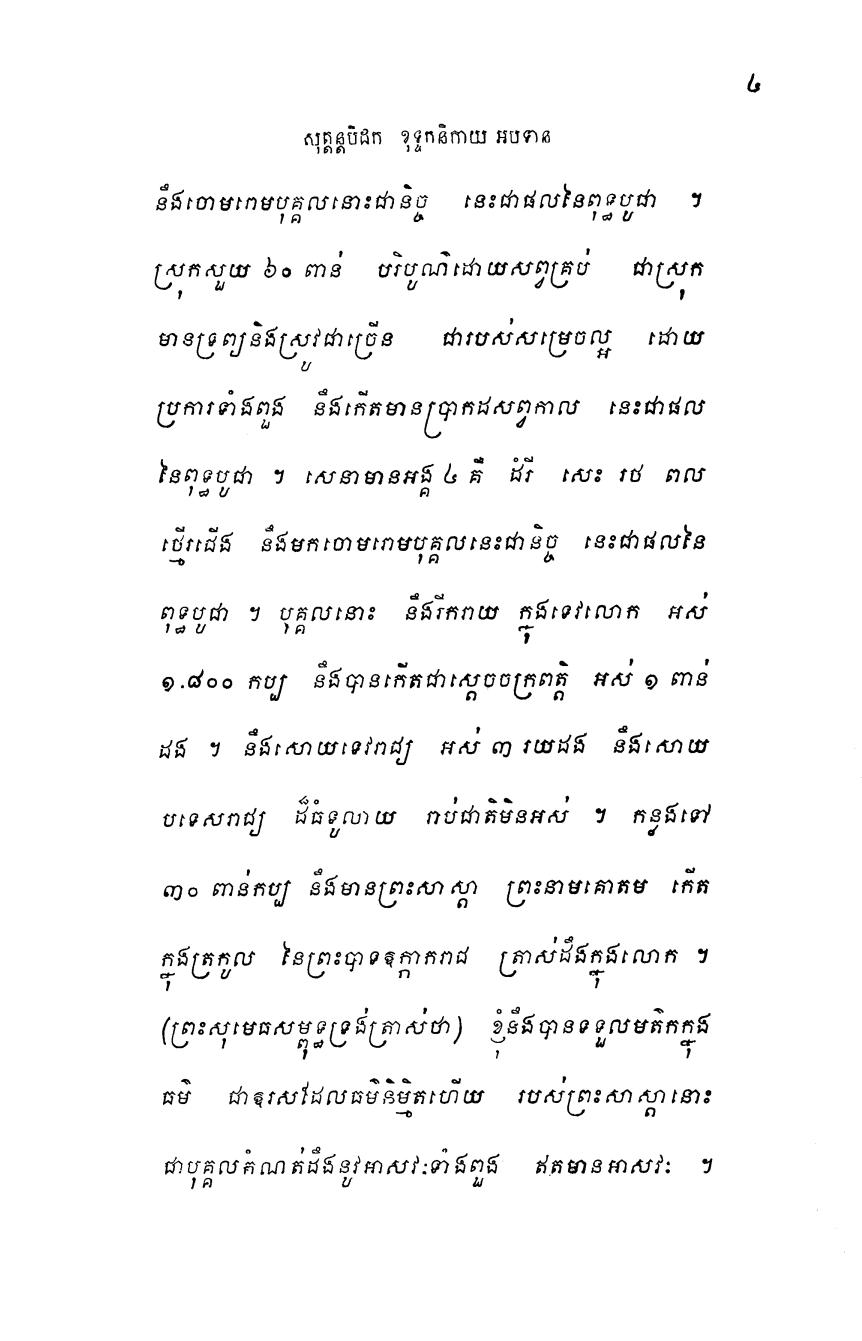 ៤
សុត្តន្តបិដក ខុទ្ទកនិកាយ អបទាន
នឹងចោមរោមបុគ្គលនោះជានិច្ច នេះជាផលនៃពុទ្ធបូជា ។
ស្រុកសួយ ៦០ ពាន់ បរិបូណ៌ដោយសព្វគ្រប់ ជាស្រុក
មានទ្រព្យនិងស្រូវជាច្រើន ជារបស់សម្រេចល្អ ដោយ
ប្រការទាំងពួង នឹងកើតមានប្រាកដសព្វកាល នេះជាផល
នៃពុទ្ធបូជា ។ សេនាមានអង្គ ៤ គឺ ដំរី សេះ រថ ពល
ថ្មើរជើង នឹងមកចោមរោមបុគ្គលនេះជានិច្ច នេះជាផលនៃ
ពុទ្ធបូជា ។ បុគ្គលនោះ នឹងរីករាយ ក្នុងទេវលោក អស់
១.៨០០ កប្ប នឹងបានកើតជាស្តេចចក្រពត្តិ អស់ ១ ពាន់
ដង ។ នឹងសោយទេវរាជ្យ អស់ ៣ រយដង នឹងសោយ
បទេសរាជ្យ ដ៏ធំទូលាយ រាប់ជាតិមិនអស់ ។ កន្លងទៅ
៣០ ពាន់កប្ប នឹងមានព្រះសាស្តា ព្រះនាមគោតម កើត
ក្នុងត្រកូល នៃព្រះបាទឧក្កាករាជ ត្រាស់ដឹងក្នុងលោក ។
(ព្រះសុមេធសម្ពុទ្ធទ្រង់ត្រាស់ថា) ខ្ញុំនឹងបានទទួលមតិកក្នុង
ធម៌ ជាឱរសដែលធម៌និម្មិតហើយ របស់ព្រះសាស្តានោះ
ជាបុគ្គលកំណត់ដឹងនូវអាសវៈទាំងពួង ឥតមានអាសវៈ ។